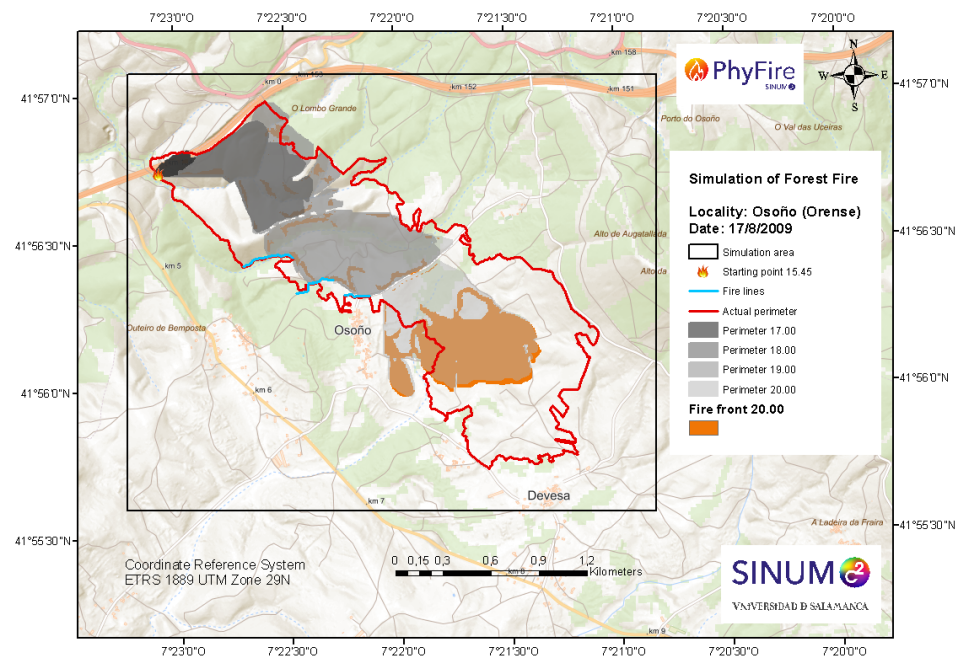 7°23'0"W 7°22'30"W 7°22'0"W 7°21'30"W 7°21'0"W 7°20'30"W 7°20'0"W
km 158
km 0
km 152
km 151
PhyFire
SINUM
N
W E
S
41°57'0"N
41°57'0"N
O Lombo Grande
Porto do Osoño
O Val das Uceiras
Simulation of Forest Fire
Locality: Osoño (Orense)
Date: 17/8/2009
Simulation area
Starting point 15.45
Fire lines
Actual perimeter
Perimeter 17.00
Perimeter 18.00
Perimeter 19.00
Perimeter 20.00
Fire front 20.00
41°56'30"N
41°56'30"N
Alto de Augatallada
km 5
Alto da
Outeiro de Bemposta
Osoño
41°56'0"N
41°56'0"N
km 6
km 7
Devesa
A Ladeira da Fraira
41°55'30"N
41°55'30"N
Coordinate Reference System
ETRS 1889 UTM Zone 29N
0 0,15 0,3 0,6 0,9 1,2
Kilometers
km 8
km 9
SINUM
VNiVERSiDAD D SALAMANCA
7°23'0"W 7°22'30"W 7°22'0"W 7°21'30"W 7°21'0"W 7°20'30"W 7°20'0"W